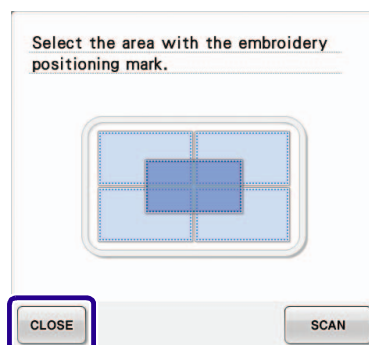 Select the area with the embroidery
positioning mark.
CLOSE
SCAN